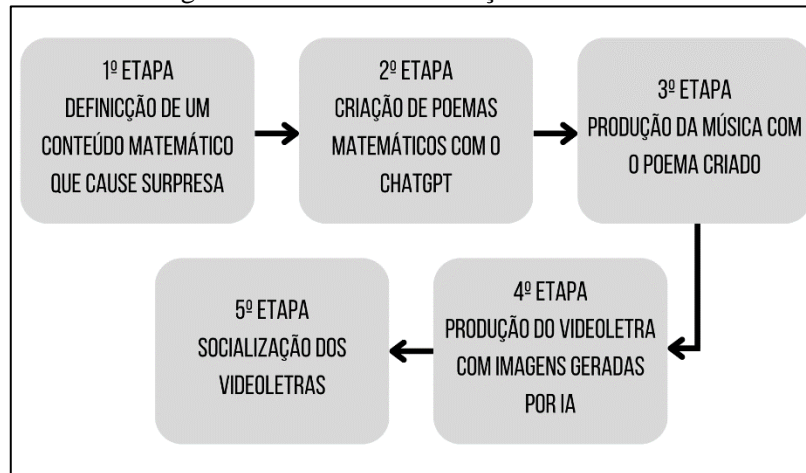 1º ETAPA
DEFINICÇÃO DE UM
CONTEÚDO MATEMÁTICO
QUE CAUSE SURPRESA
2º ETAPA
CRIAÇÃO DE POEMAS
MATEMÁTICOS COM O
CHATGPT
3º ETAPA
PRODUÇÃO DA MÚSICA COM
O POEMA CRIADO
4º ETAPA
PRODUÇÃO DO VIDEOLETRA
COM IMAGENS GERADAS
POR IA
5º ETAPA
SOCIALIZAÇÃO DOS
VIDEOLETRAS